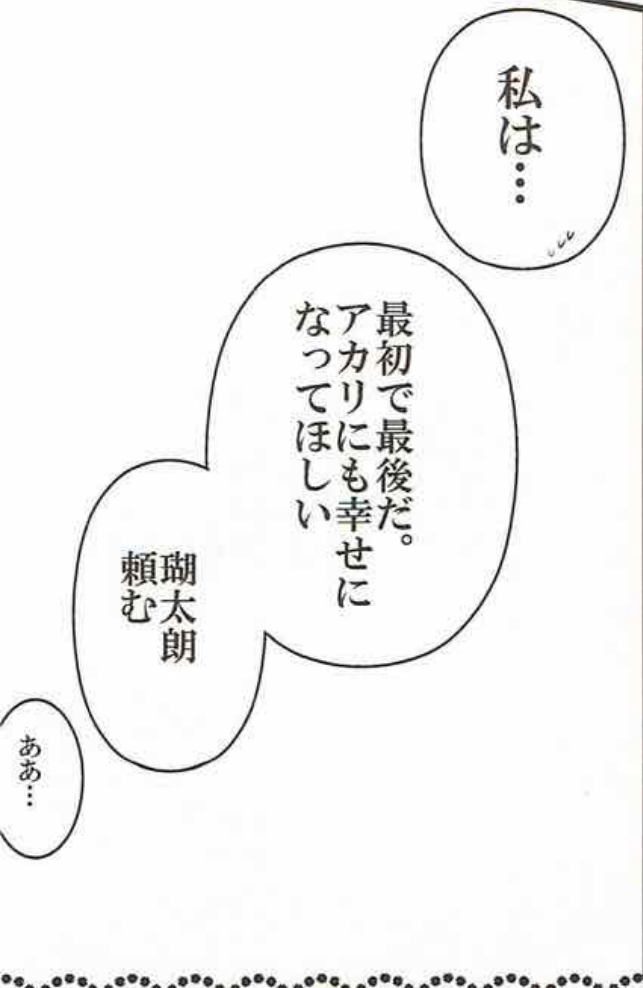 私は…
最初で最後だ。
アカリにも幸せに
なってほしい
瑚太朗
頼む
ああ…